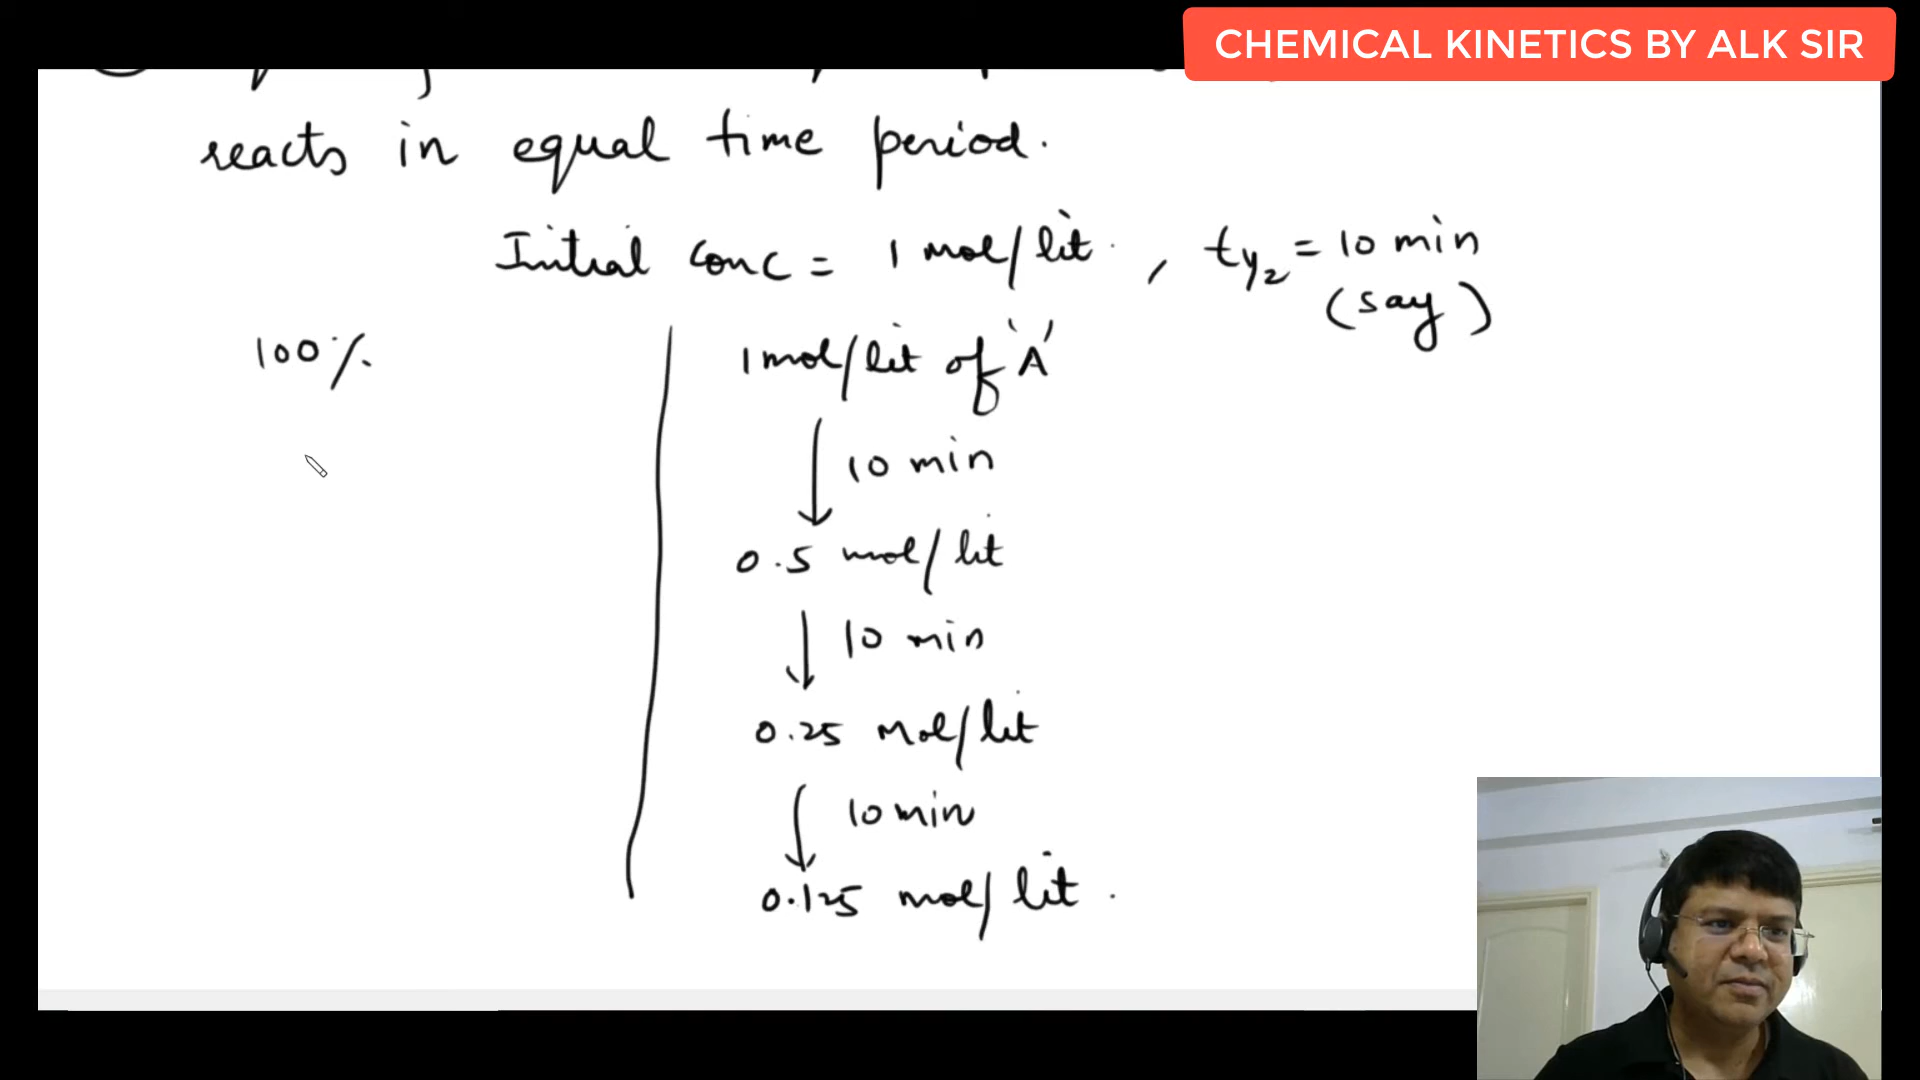 CHEMICAL KINETICS BY ALK SIR
reacts in equal time period.
Initial conc = 1 mol/lit. , t1/2 = 10 min
(say)
100%
1 mol/lit of 'A'
10 min
0.5 mol/lit
10 min
0.25 mol/lit
10 min
0.125 mol/lit.